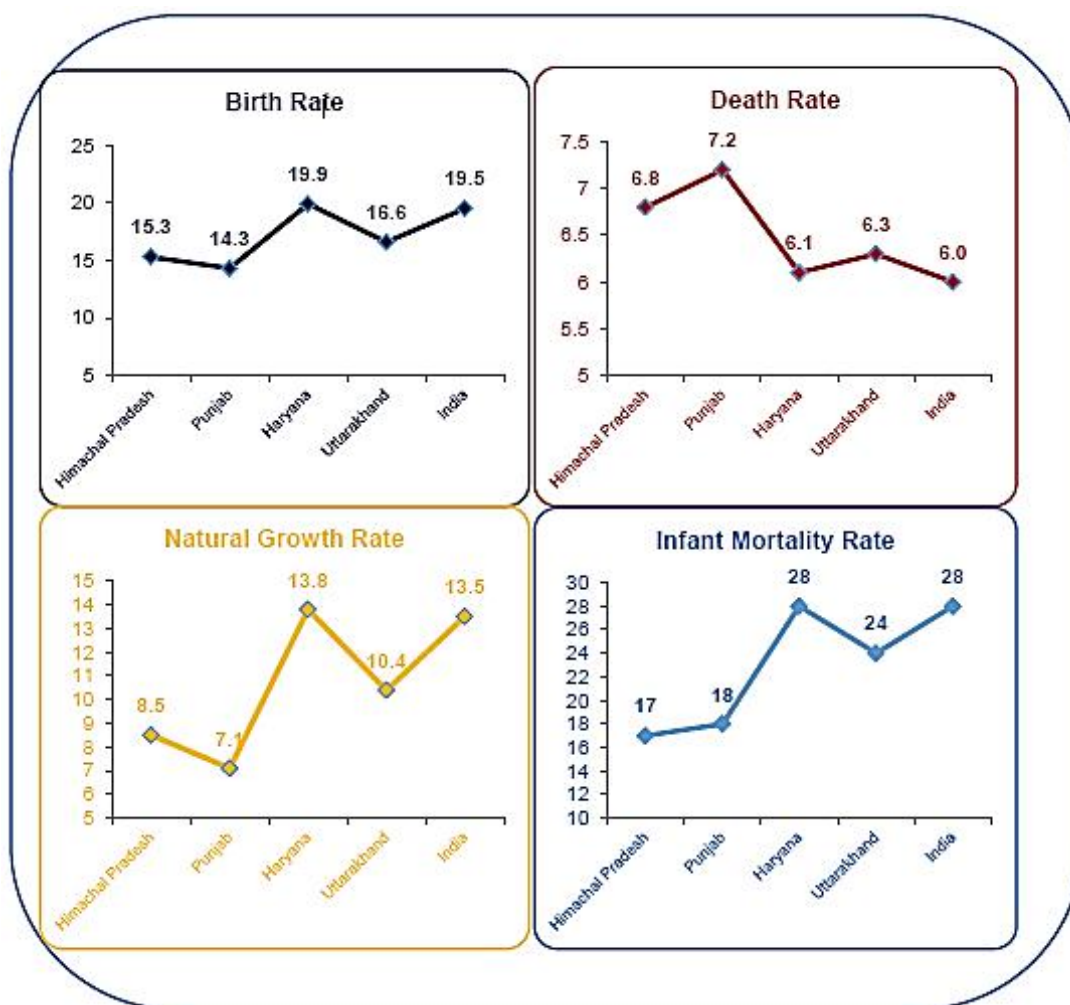 Birth Rate
25
20
15
10
5
15.3
14.3
19.9
16.6
19.5
Himachal Pradesh
Punjab
Haryana
Uttarakhand
India
Death Rate
7.5
7
6.5
6
5.5
5
6.8
7.2
6.1
6.3
6.0
Himachal Pradesh
Punjab
Haryana
Uttarakhand
India
Natural Growth Rate
15
14
13
12
11
10
9
8
7
6
5
8.5
7.1
13.8
10.4
13.5
Himachal Pradesh
Punjab
Haryana
Uttarakhand
India
Infant Mortality Rate
30
28
26
24
22
20
18
16
14
12
10
17
18
28
24
28
Himachal Pradesh
Punjab
Haryana
Uttarakhand
India